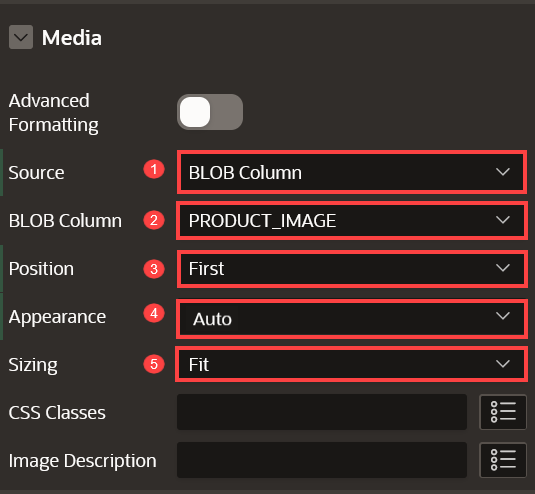 Media
Advanced
Formatting
Source 1 BLOB Column
BLOB Column 2 PRODUCT_IMAGE
Position 3 First
Appearance 4 Auto
Sizing 5 Fit
CSS Classes
Image Description